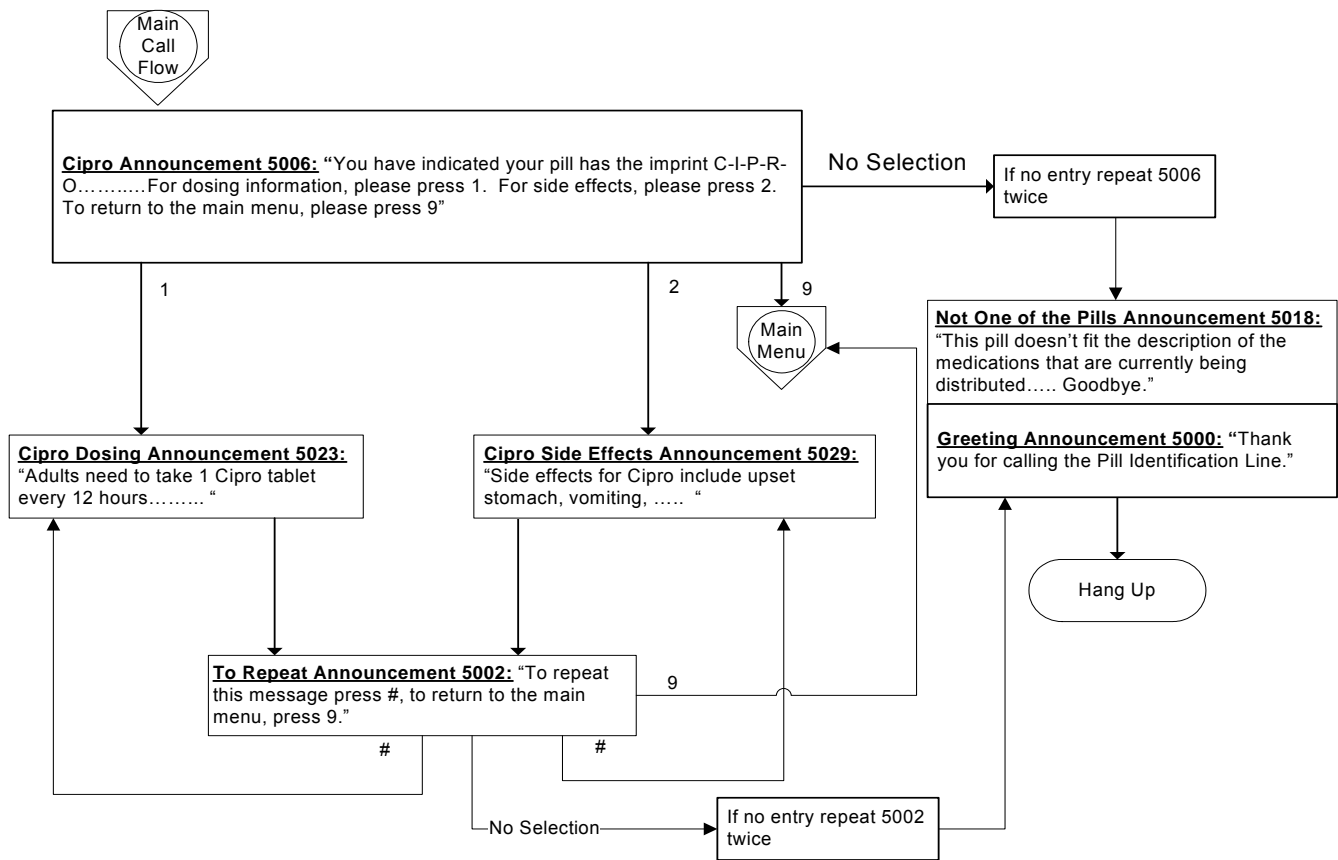 Main
Call
Flow
Cipro Announcement 5006: “You have indicated your pill has the imprint C-I-P-R-
O……..…For dosing information, please press 1.  For side effects, please press 2.
To return to the main menu, please press 9”
No Selection
If no entry repeat 5006
twice
1
2
9
Main
Menu
Not One of the Pills Announcement 5018:
“This pill doesn’t fit the description of the
medications that are currently being
distributed….. Goodbye.”
Greeting Announcement 5000: “Thank
you for calling the Pill Identification Line.”
Hang Up
Cipro Dosing Announcement 5023:
“Adults need to take 1 Cipro tablet
every 12 hours……... “
Cipro Side Effects Announcement 5029:
“Side effects for Cipro include upset
stomach, vomiting, …..  “
To Repeat Announcement 5002: “To repeat
this message press #, to return to the main
menu, press 9.”
9
#
#
No Selection
If no entry repeat 5002
twice